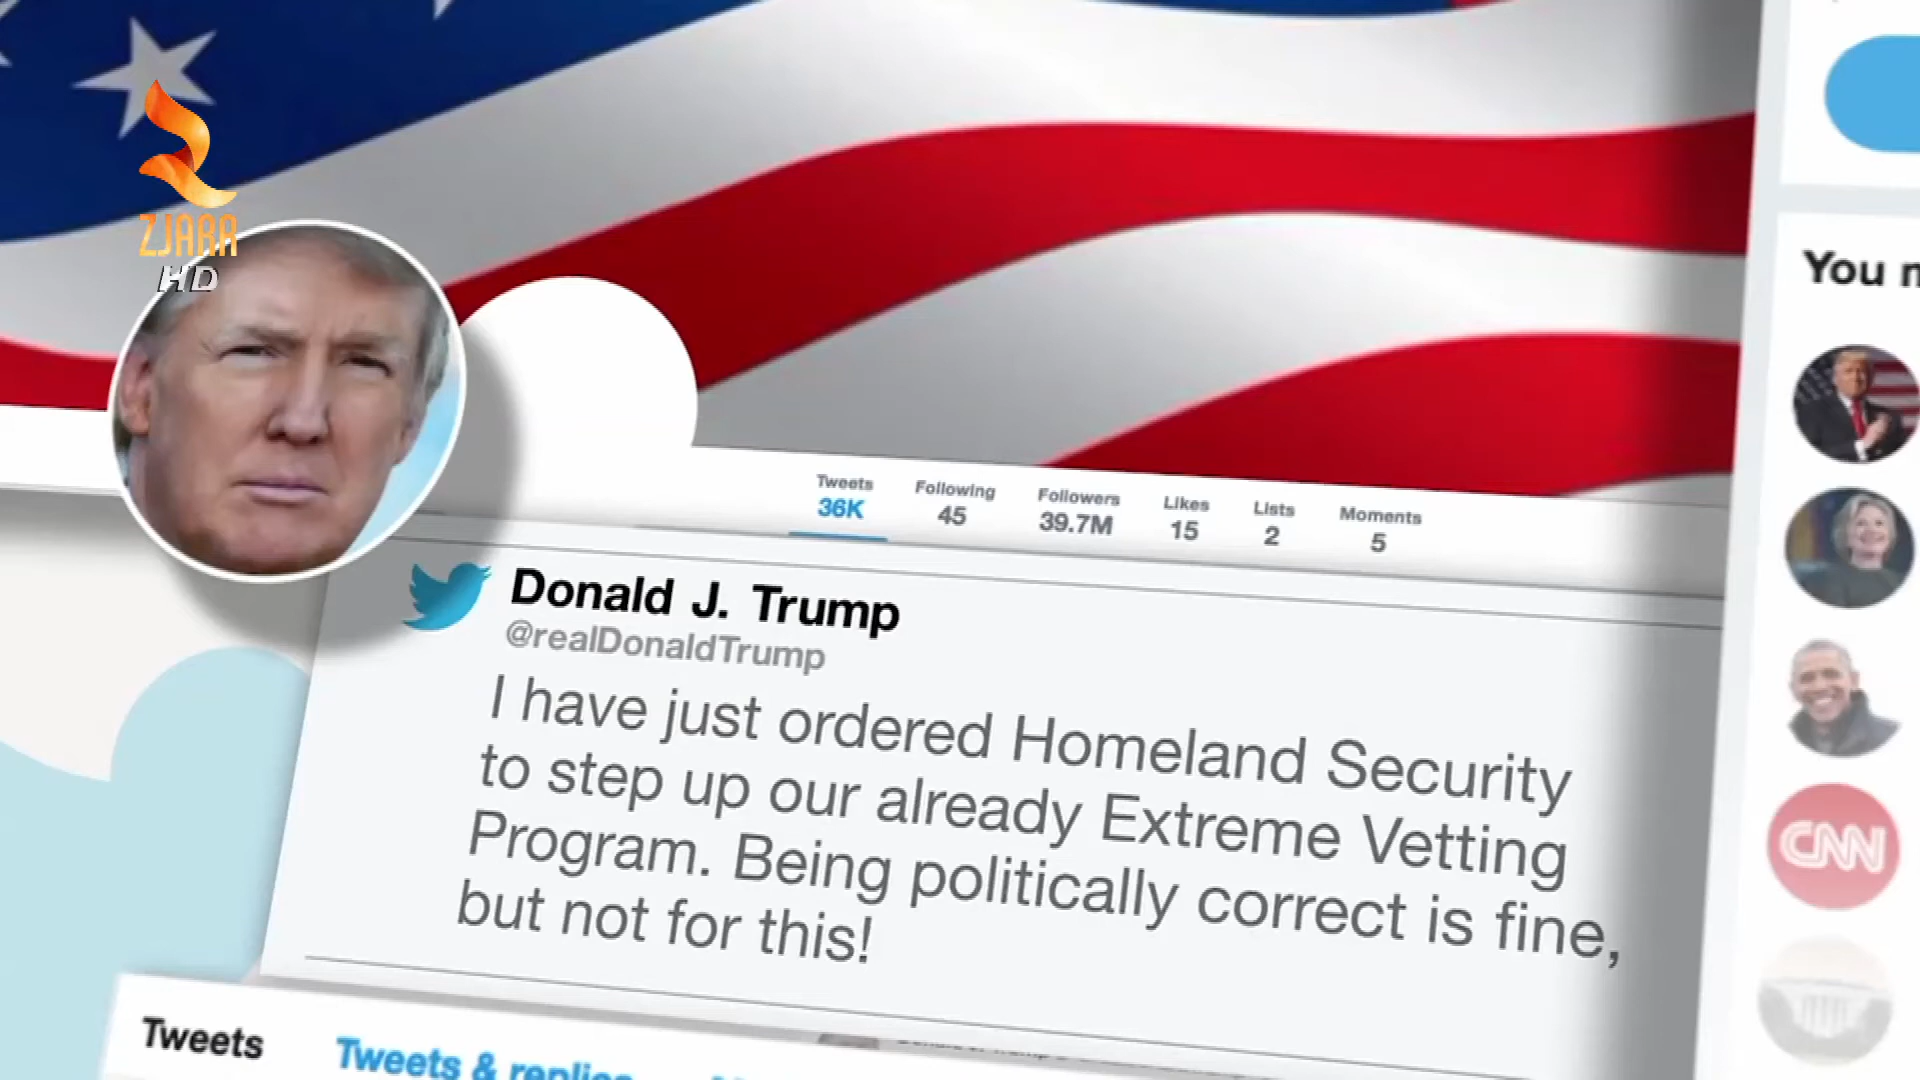 ZJARR
HD
You
Tweets
36K
Following
45
Followers
39.7M
Likes
15
Lists
2
Moments
5
Donald J. Trump
@realDonaldTrump
I have just ordered Homeland Security
to step up our already Extreme Vetting
Program. Being politically correct is fine,
but not for this!
CNN
Tweets
Tweets & replies